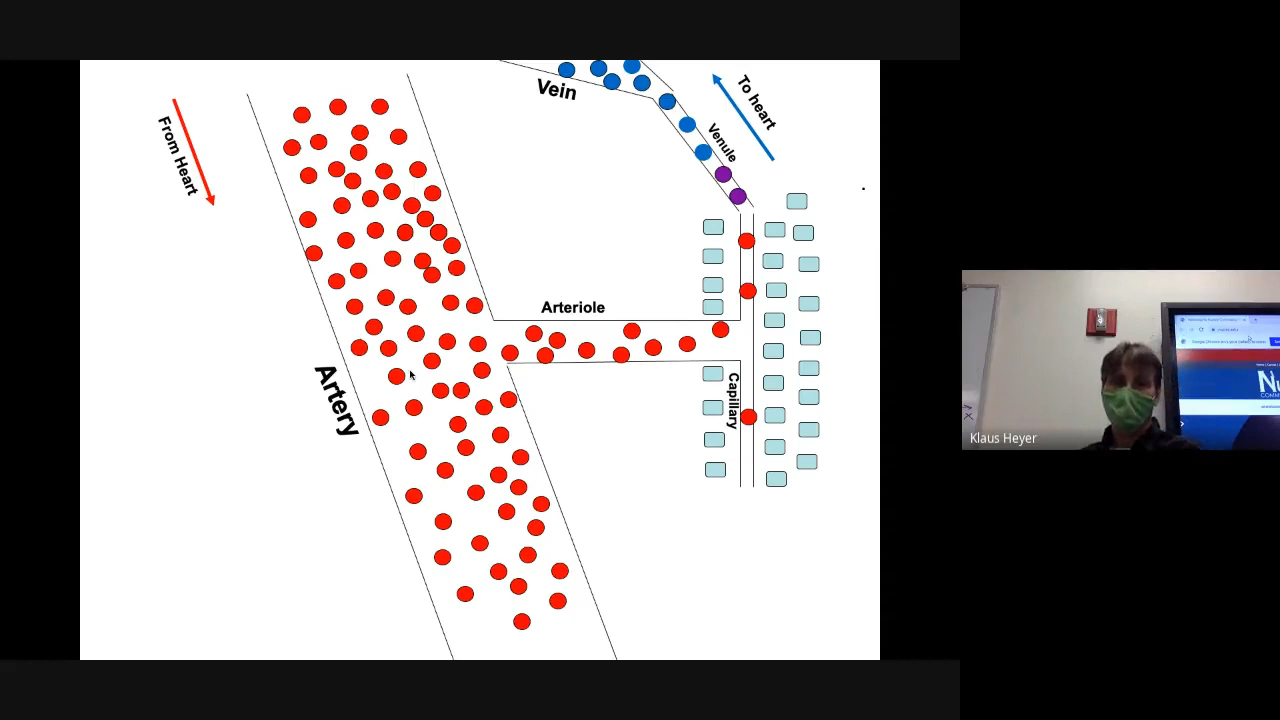 From Heart
Vein
To heart
Venule
Arteriole
Artery
Capillary
Klaus Heyer